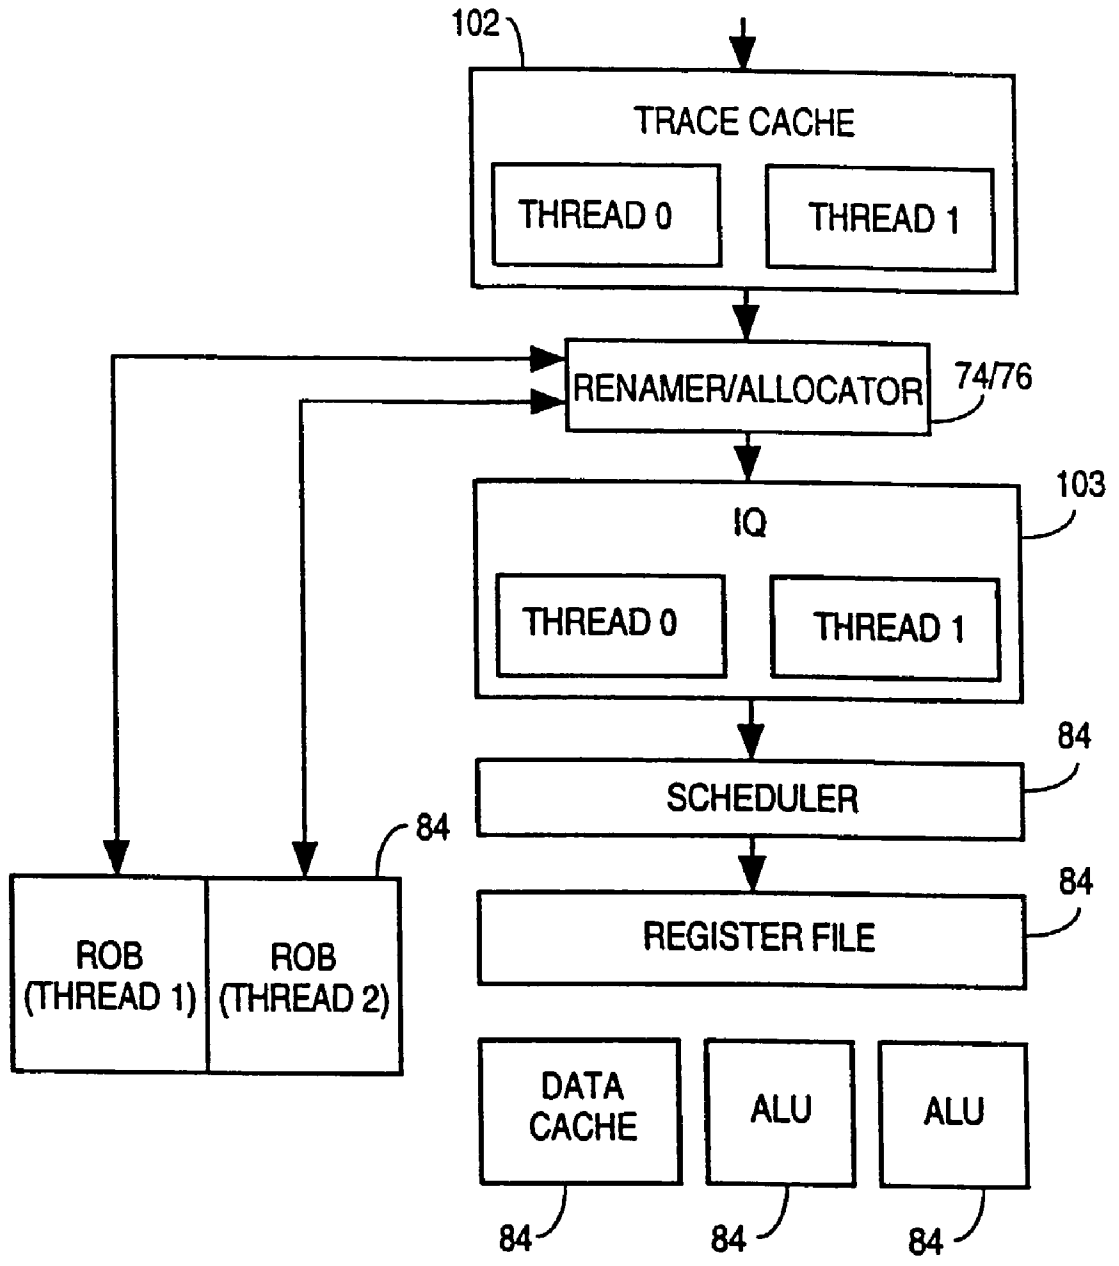 102
TRACE CACHE
THREAD 0
THREAD 1
RENAMER/ALLOCATOR
74/76
103
IQ
THREAD 0
THREAD 1
84
SCHEDULER
84
84
REGISTER FILE
ROB
(THREAD 1)
ROB
(THREAD 2)
DATA
CACHE
ALU
ALU
84
84
84